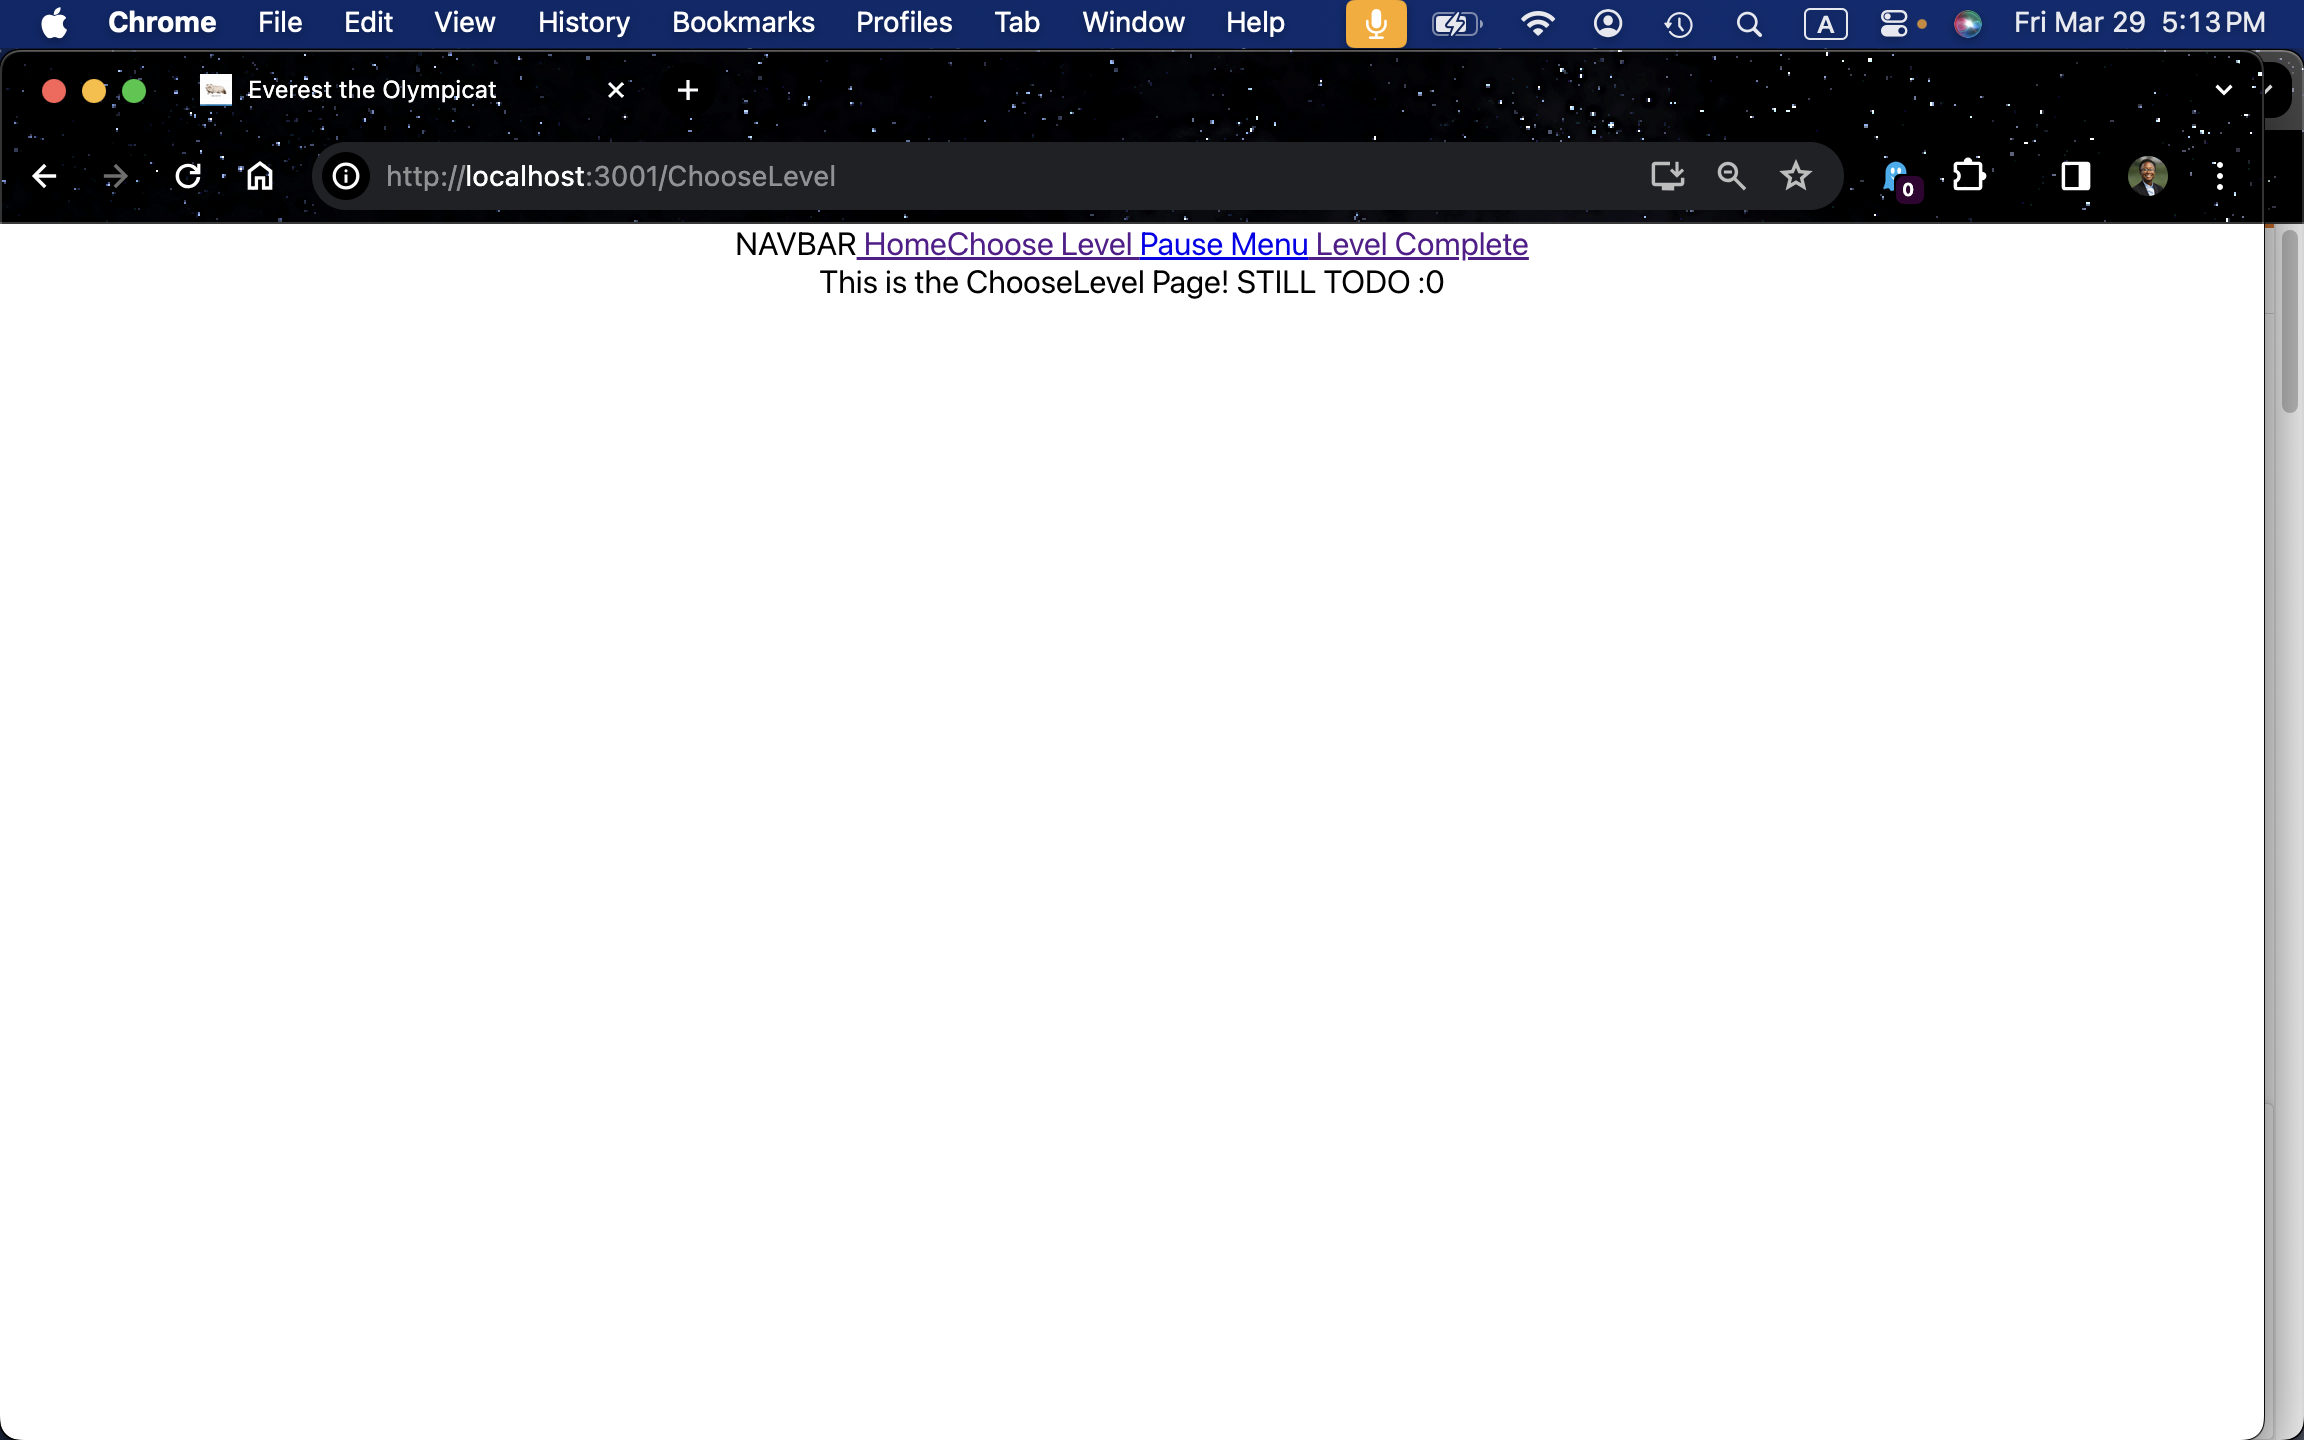 Chrome File Edit View History Bookmarks Profiles Tab Window Help A Fri Mar 29 5:13 PM
Everest the Olympicat
http://localhost:3001/ChooseLevel 0
NAVBAR HomeChoose Level Pause Menu Level Complete
This is the ChooseLevel Page! STILL TODO :0